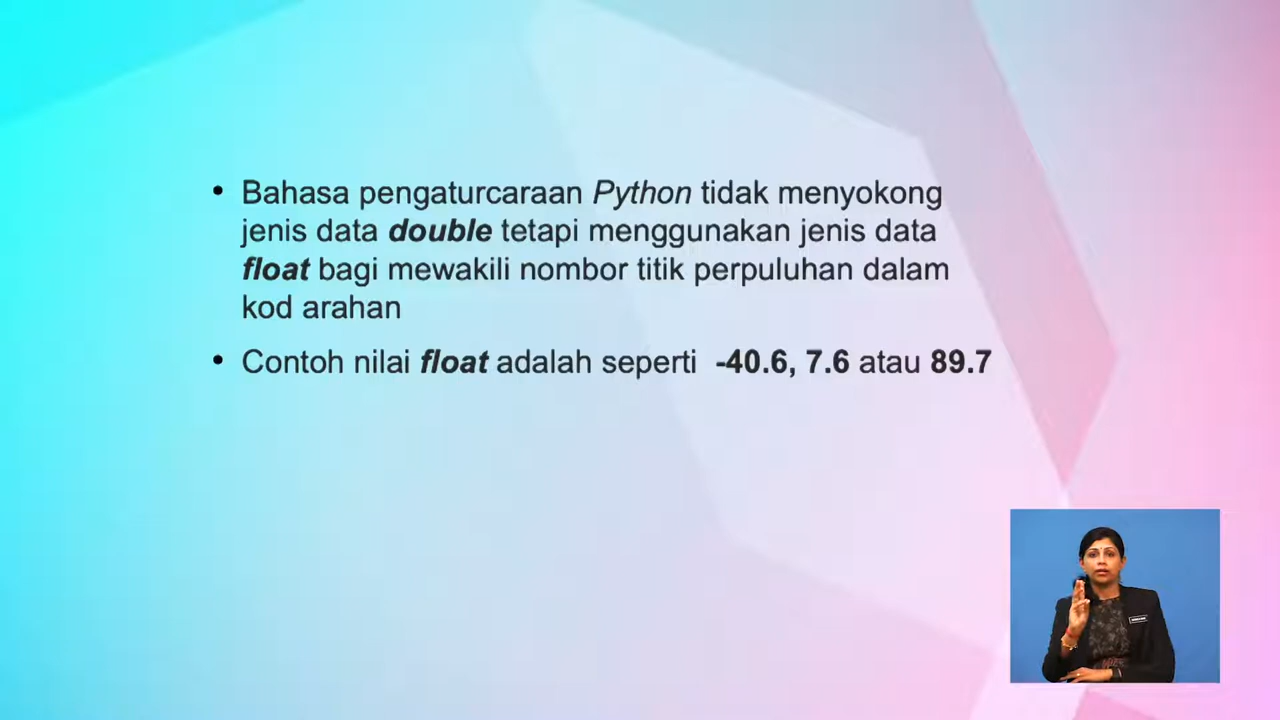 • Bahasa pengaturcaraan Python tidak menyokong
jenis data double tetapi menggunakan jenis data
float bagi mewakili nombor titik perpuluhan dalam
kod arahan
• Contoh nilai float adalah seperti -40.6, 7.6 atau 89.7